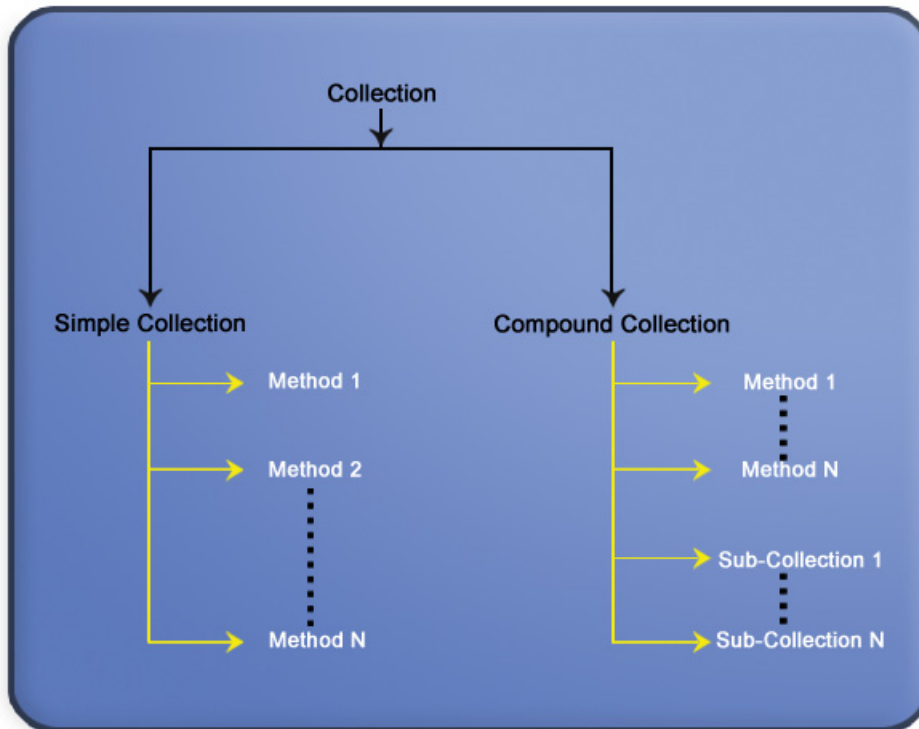 Collection
Simple Collection
Method 1
Method 2
Method N
Compound Collection
Method 1
Method N
Sub-Collection 1
Sub-Collection N